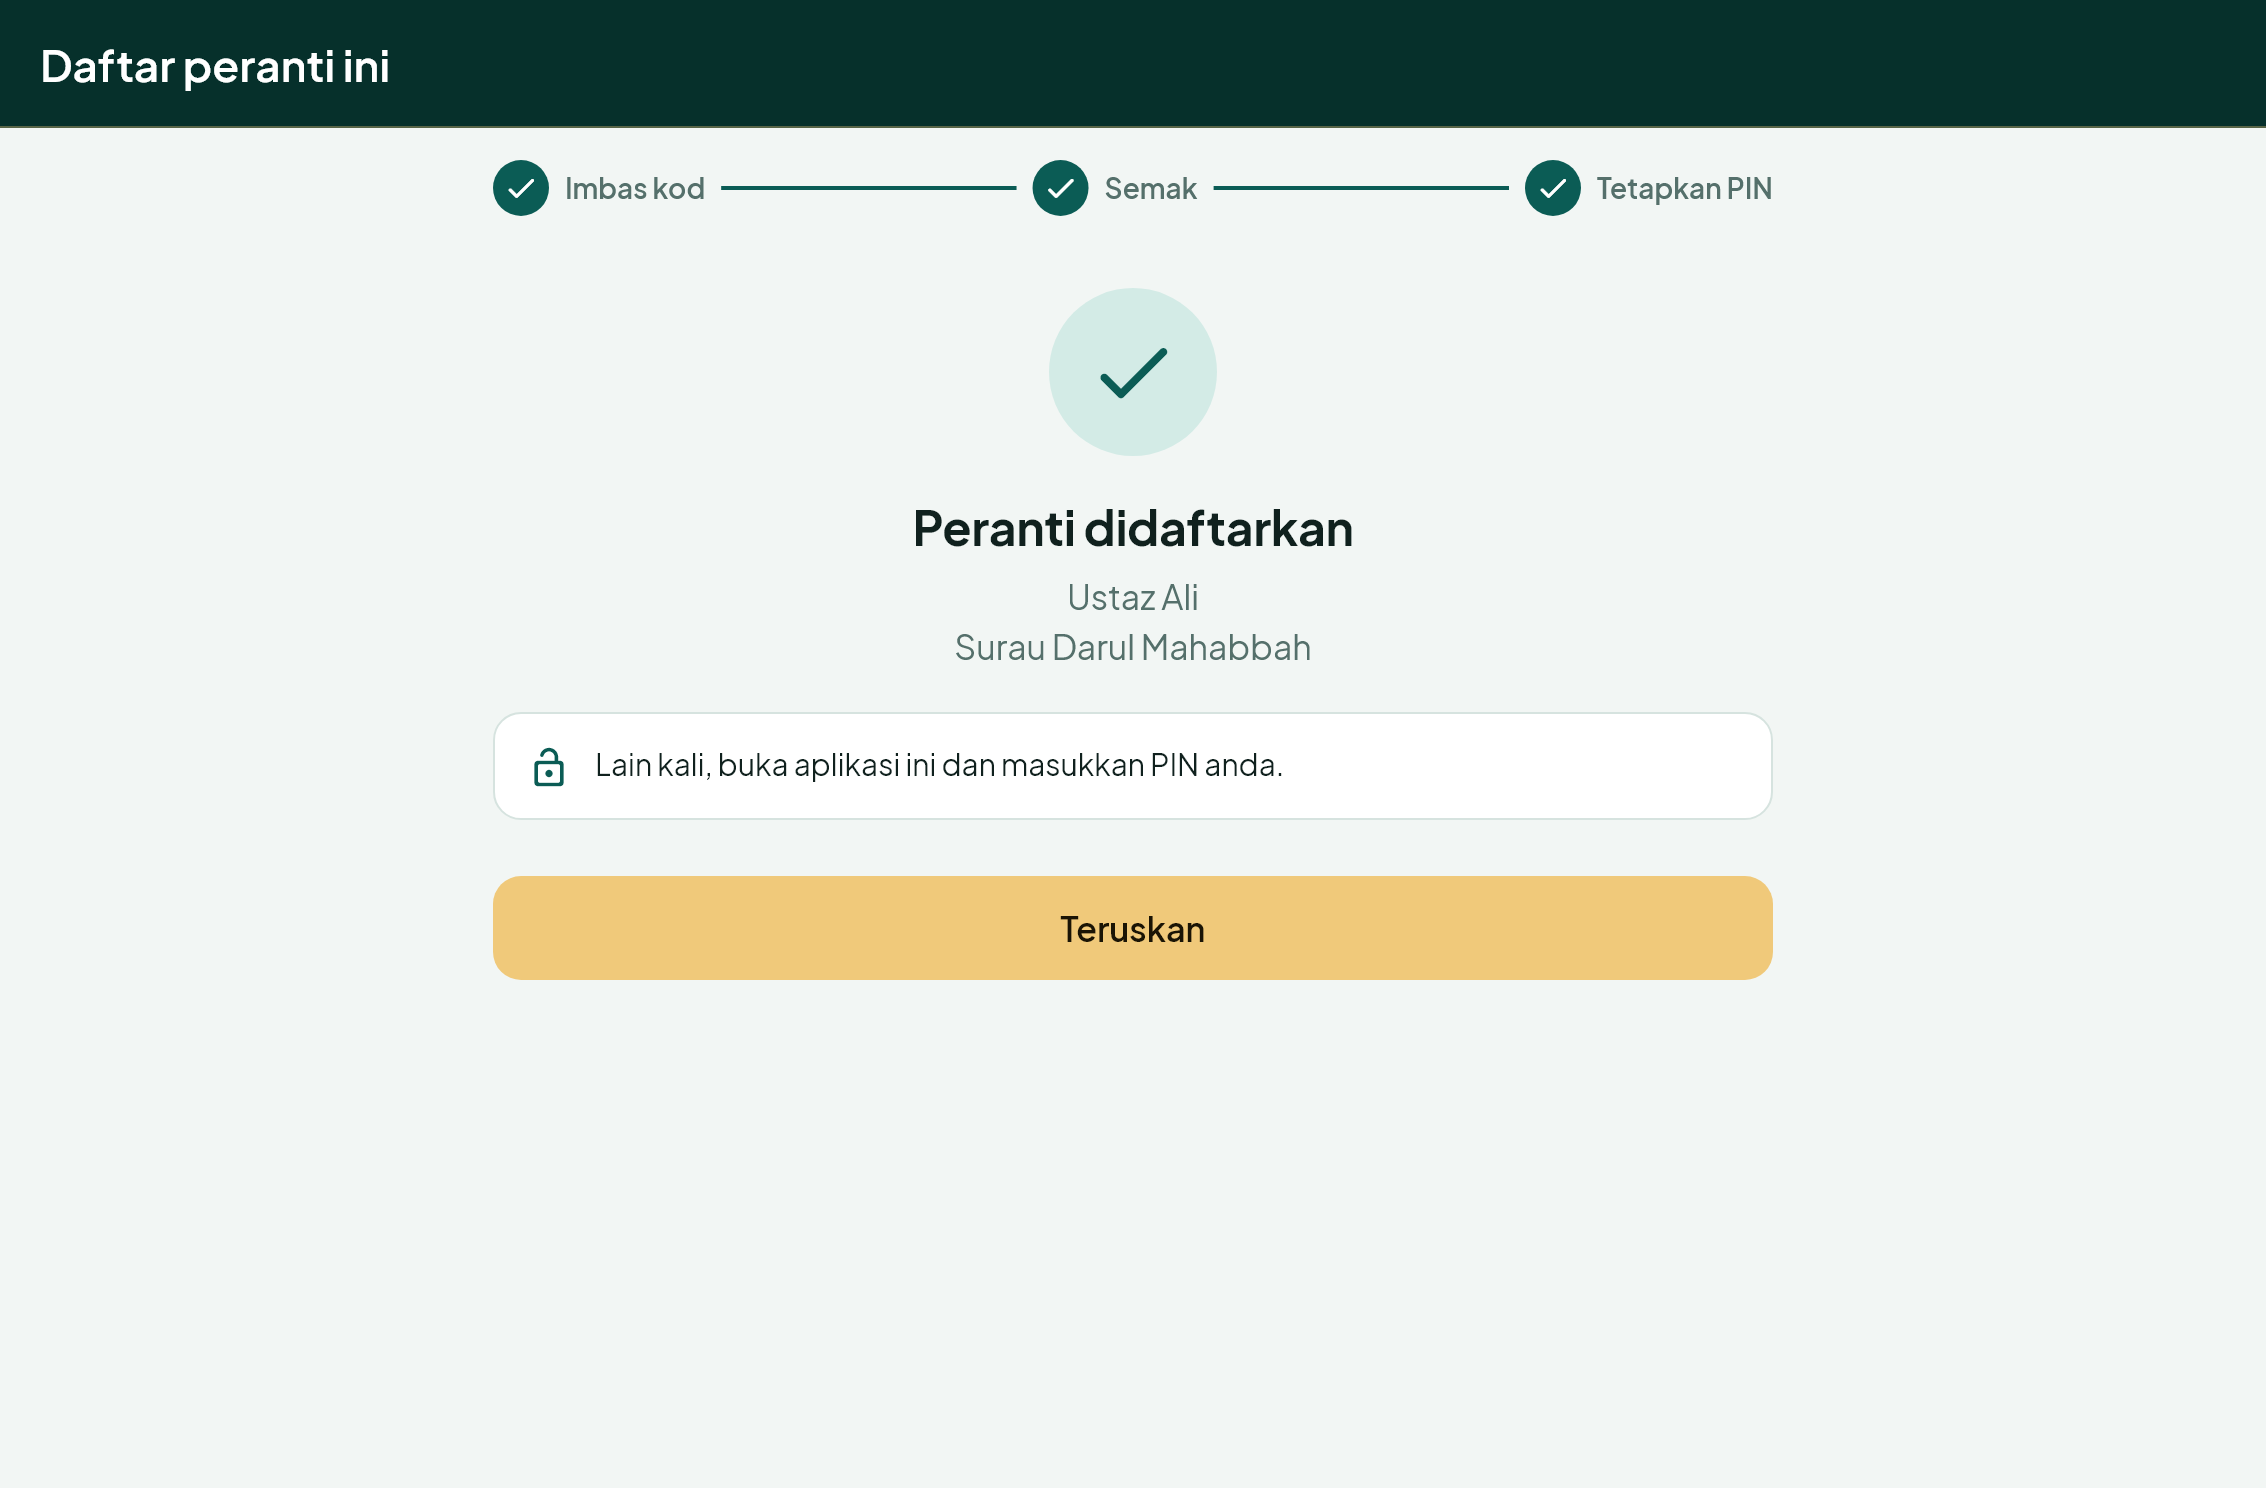 Daftar peranti ini
Imbas kod
Semak
Tetapkan PIN
Peranti didaftarkan
Ustaz Ali
Surau Darul Mahabbah
Lain kali, buka aplikasi ini dan masukkan PIN anda.
Teruskan